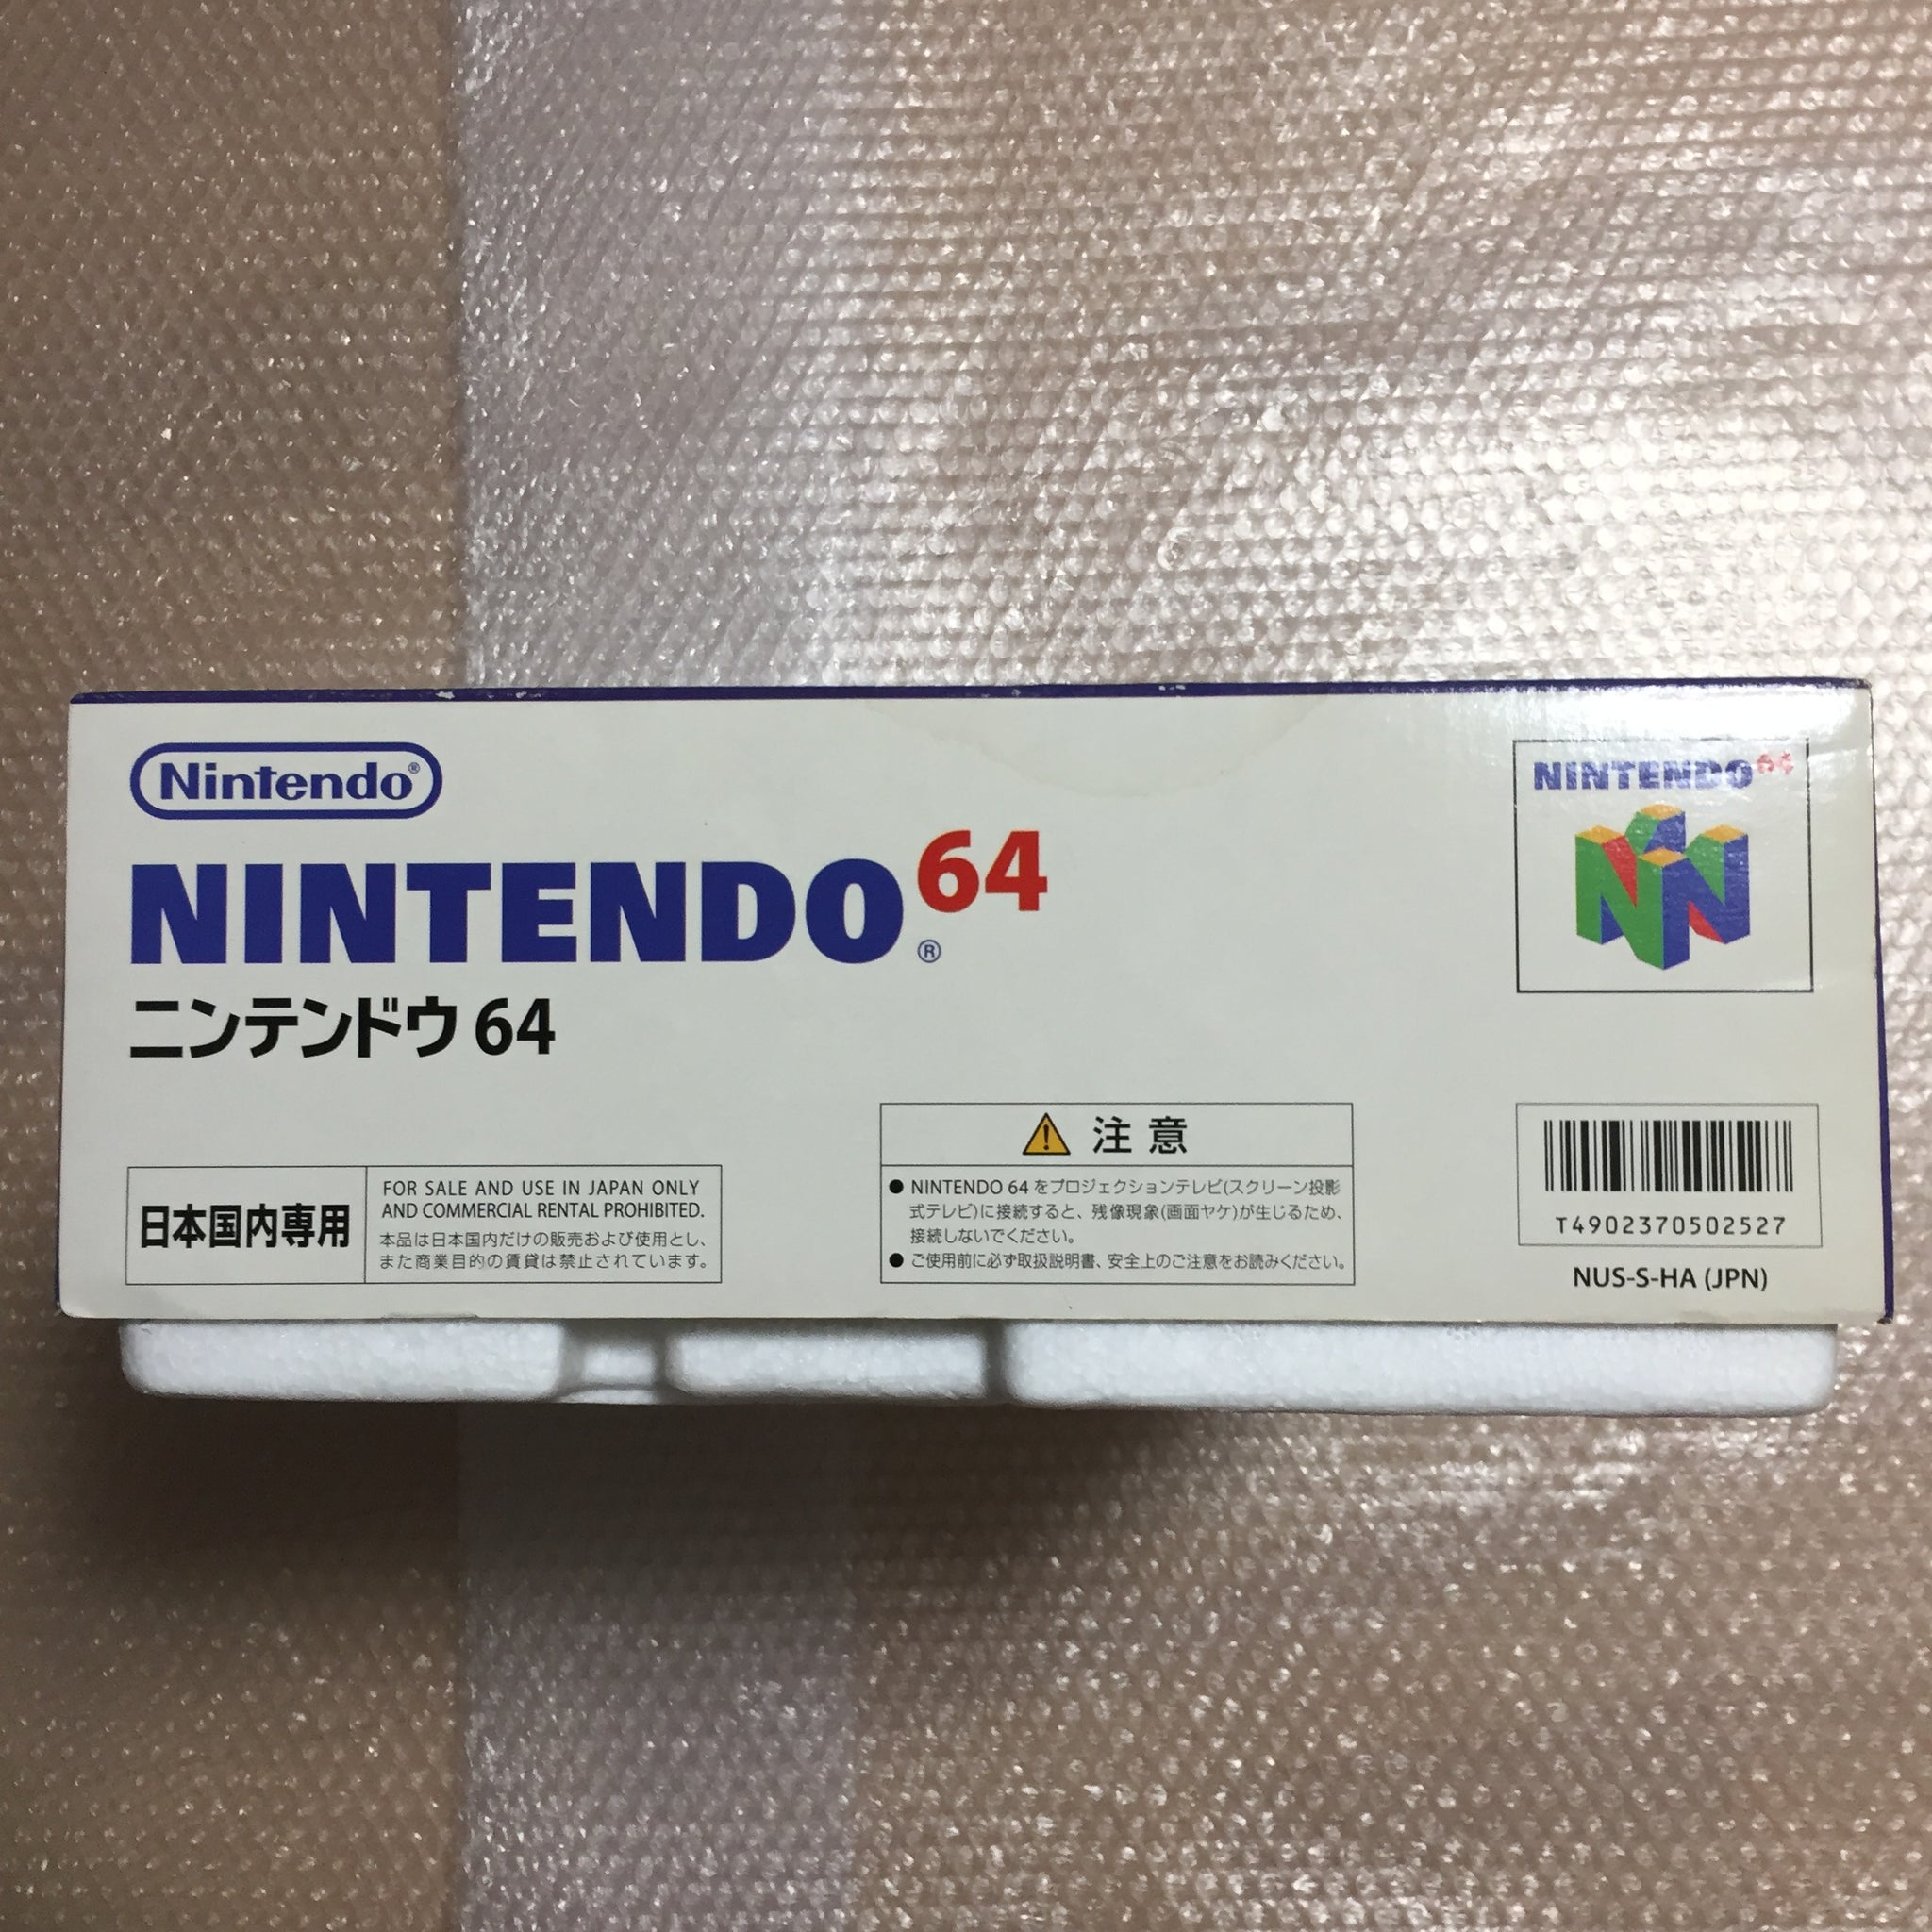 Nintendo®
NINTENDO64®
ニンテンドウ64
日本国内専用
FOR SALE AND USE IN JAPAN ONLY
AND COMMERCIAL RENTAL PROHIBITED.
本品は日本国内だけの販売および使用とし、
また商業目的の賃貸は禁止されています。
注意
● NINTENDO 64 をプロジェクションテレビ(スクリーン投影
式テレビ)に接続すると、残像現象(画面ヤケ)が生じるため、
接続しないでください。
● ご使用前に必ず取扱説明書、安全上のご注意をお読みください。
NINTENDO64
T4902370502527
NUS-S-HA (JPN)